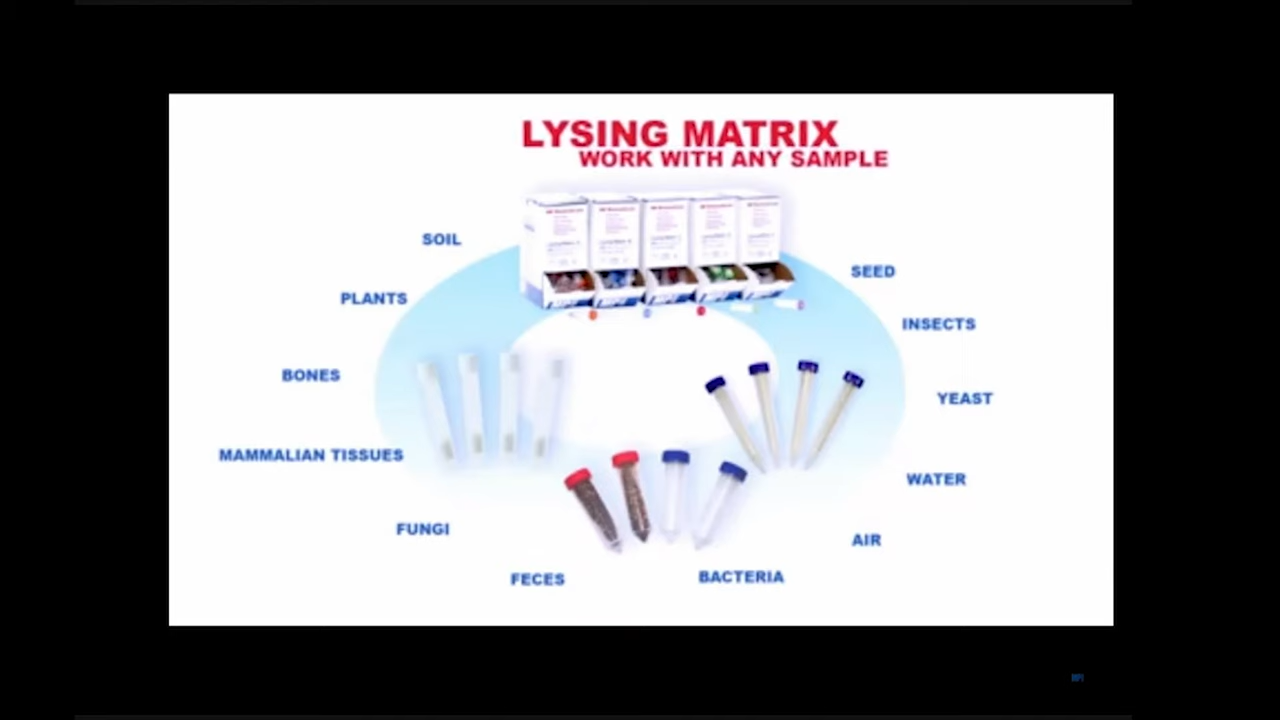 LYSING MATRIX
WORK WITH ANY SAMPLE
SOIL
SEED
PLANTS
INSECTS
BONES
YEAST
MAMMALIAN TISSUES
WATER
FUNGI
AIR
FECES
BACTERIA